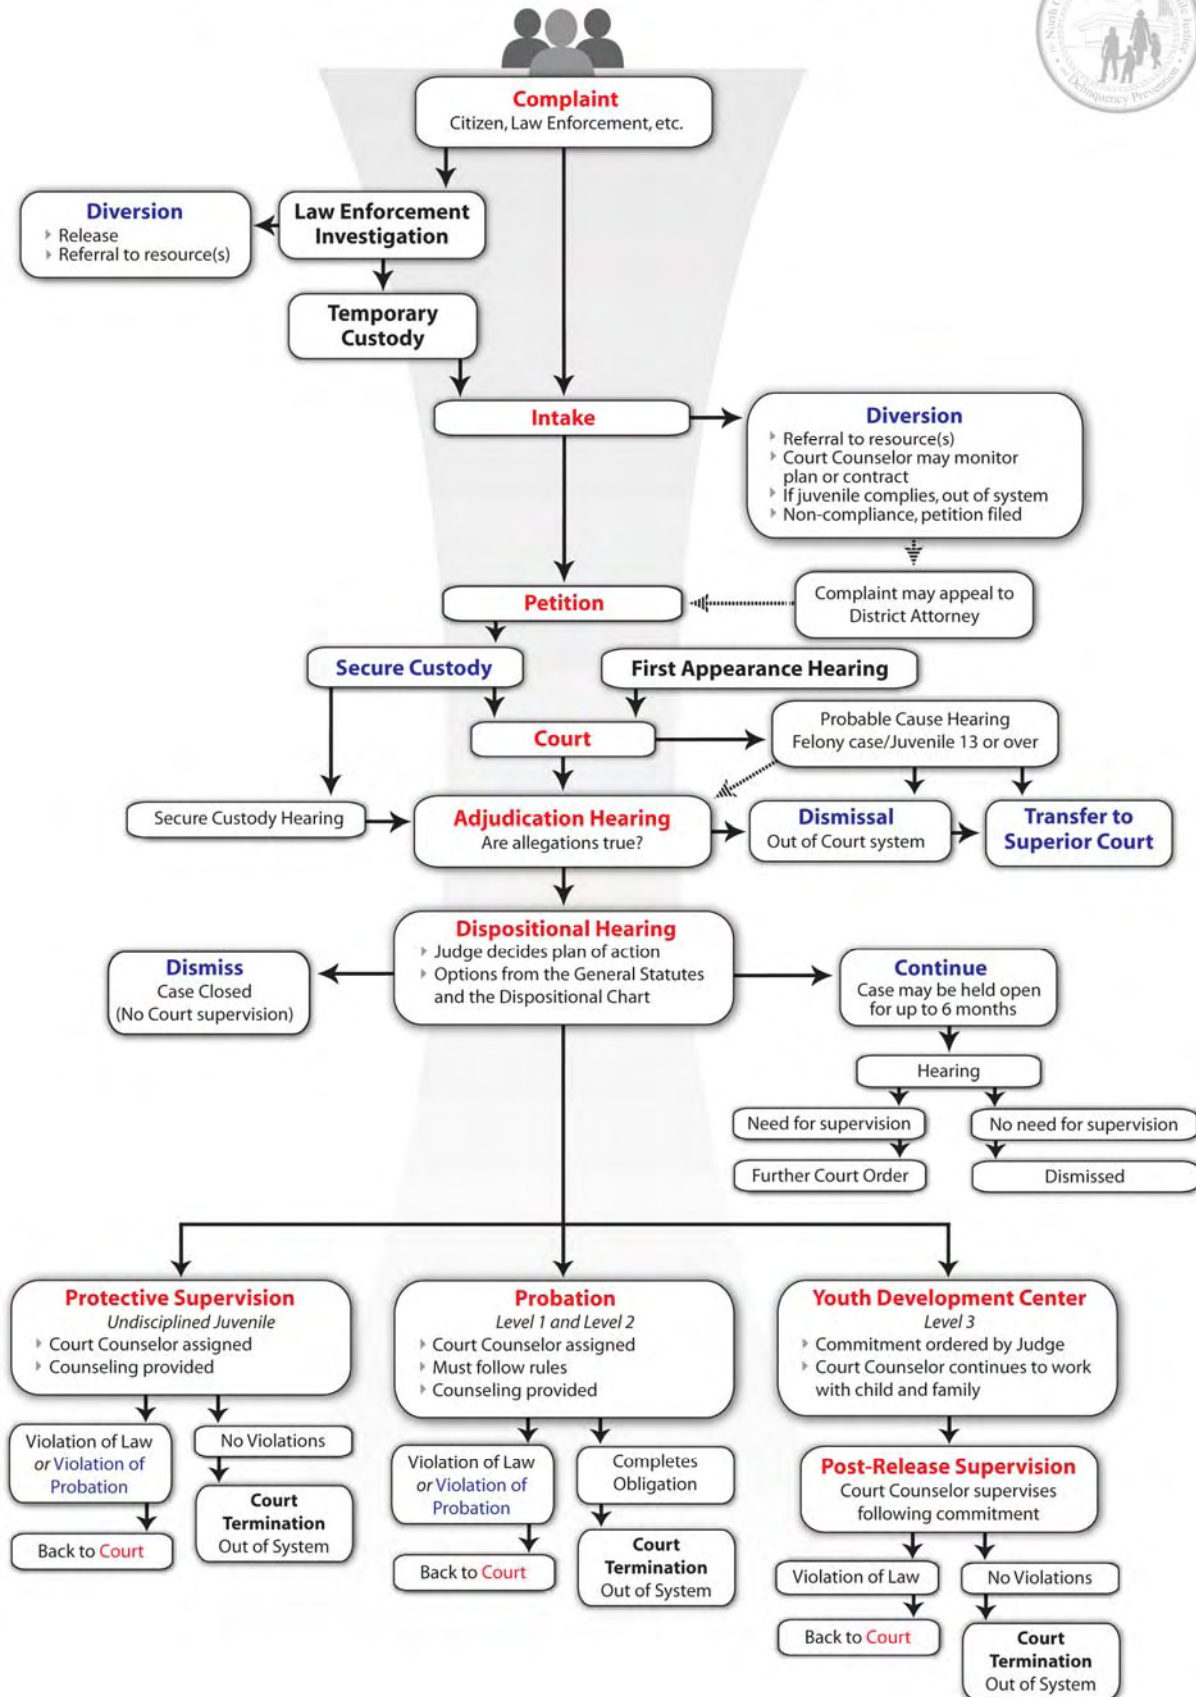 North C
ile Justice
Delinquency Prevention
Complaint
Citizen, Law Enforcement, etc.
Diversion
Release
Referral to resource(s)
Law Enforcement
Investigation
Temporary
Custody
Intake
Diversion
Referral to resource(s)
Court Counselor may monitor
plan or contract
If juvenile complies, out of system
Non-compliance, petition filed
Petition
Complaint may appeal to
District Attorney
Secure Custody
First Appearance Hearing
Court
Probable Cause Hearing
Felony case/Juvenile 13 or over
Secure Custody Hearing
Adjudication Hearing
Are allegations true?
Dismissal
Out of Court system
Transfer to
Superior Court
Dispositional Hearing
Judge decides plan of action
Options from the General Statutes
and the Dispositional Chart
Dismiss
Case Closed
(No Court supervision)
Continue
Case may be held open
for up to 6 months
Hearing
Need for supervision
No need for supervision
Further Court Order
Dismissed
Protective Supervision
Undisciplined Juvenile
Court Counselor assigned
Counseling provided
Violation of Law
or Violation of
Probation
No Violations
Back to Court
Court
Termination
Out of System
Probation
Level 1 and Level 2
Court Counselor assigned
Must follow rules
Counseling provided
Violation of Law
or Violation of
Probation
Completes
Obligation
Back to Court
Court
Termination
Out of System
Youth Development Center
Level 3
Commitment ordered by Judge
Court Counselor continues to work
with child and family
Post-Release Supervision
Court Counselor supervises
following commitment
Violation of Law
No Violations
Back to Court
Court
Termination
Out of System